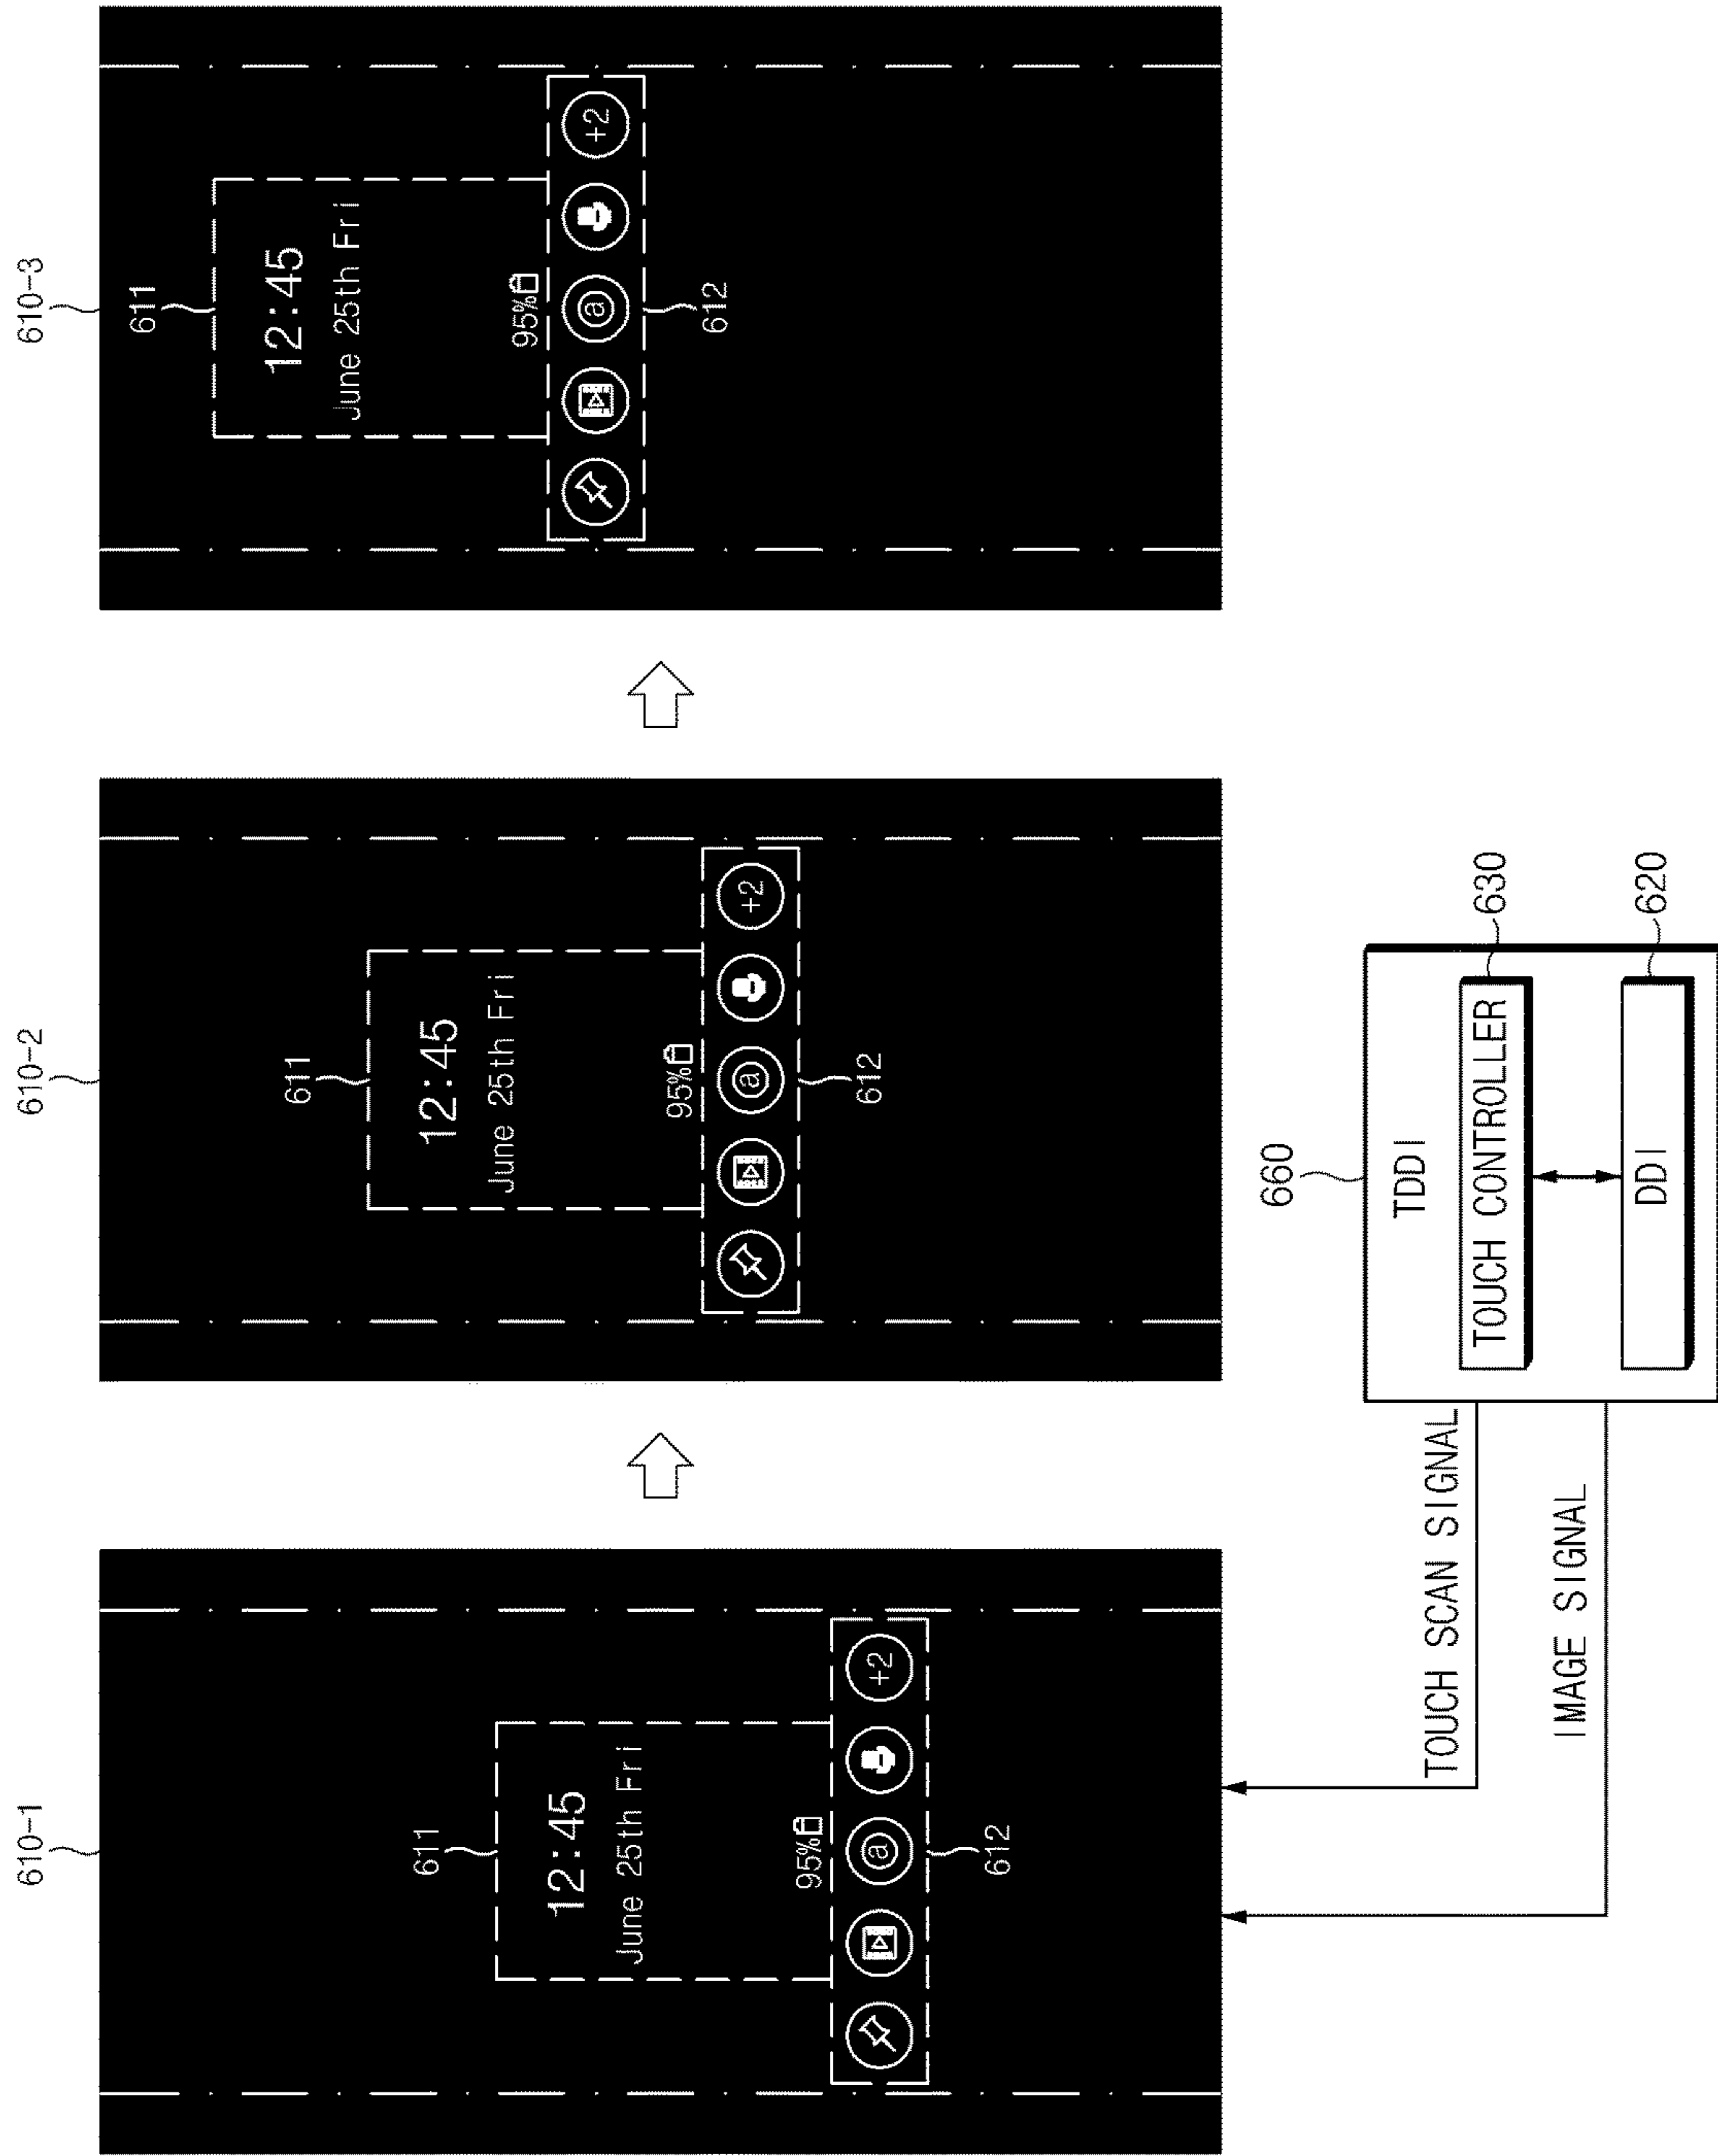 610-1
611
12:45
June 25th Fri
95%
a
+2
612
610-2
611
12:45
June 25th Fri
95%
a
+2
612
610-3
611
12:45
June 25th Fri
95%
a
+2
612
TOUCH SCAN SIGNAL
IMAGE SIGNAL
660
TDDI
TOUCH CONTROLLER
630
DDI
620